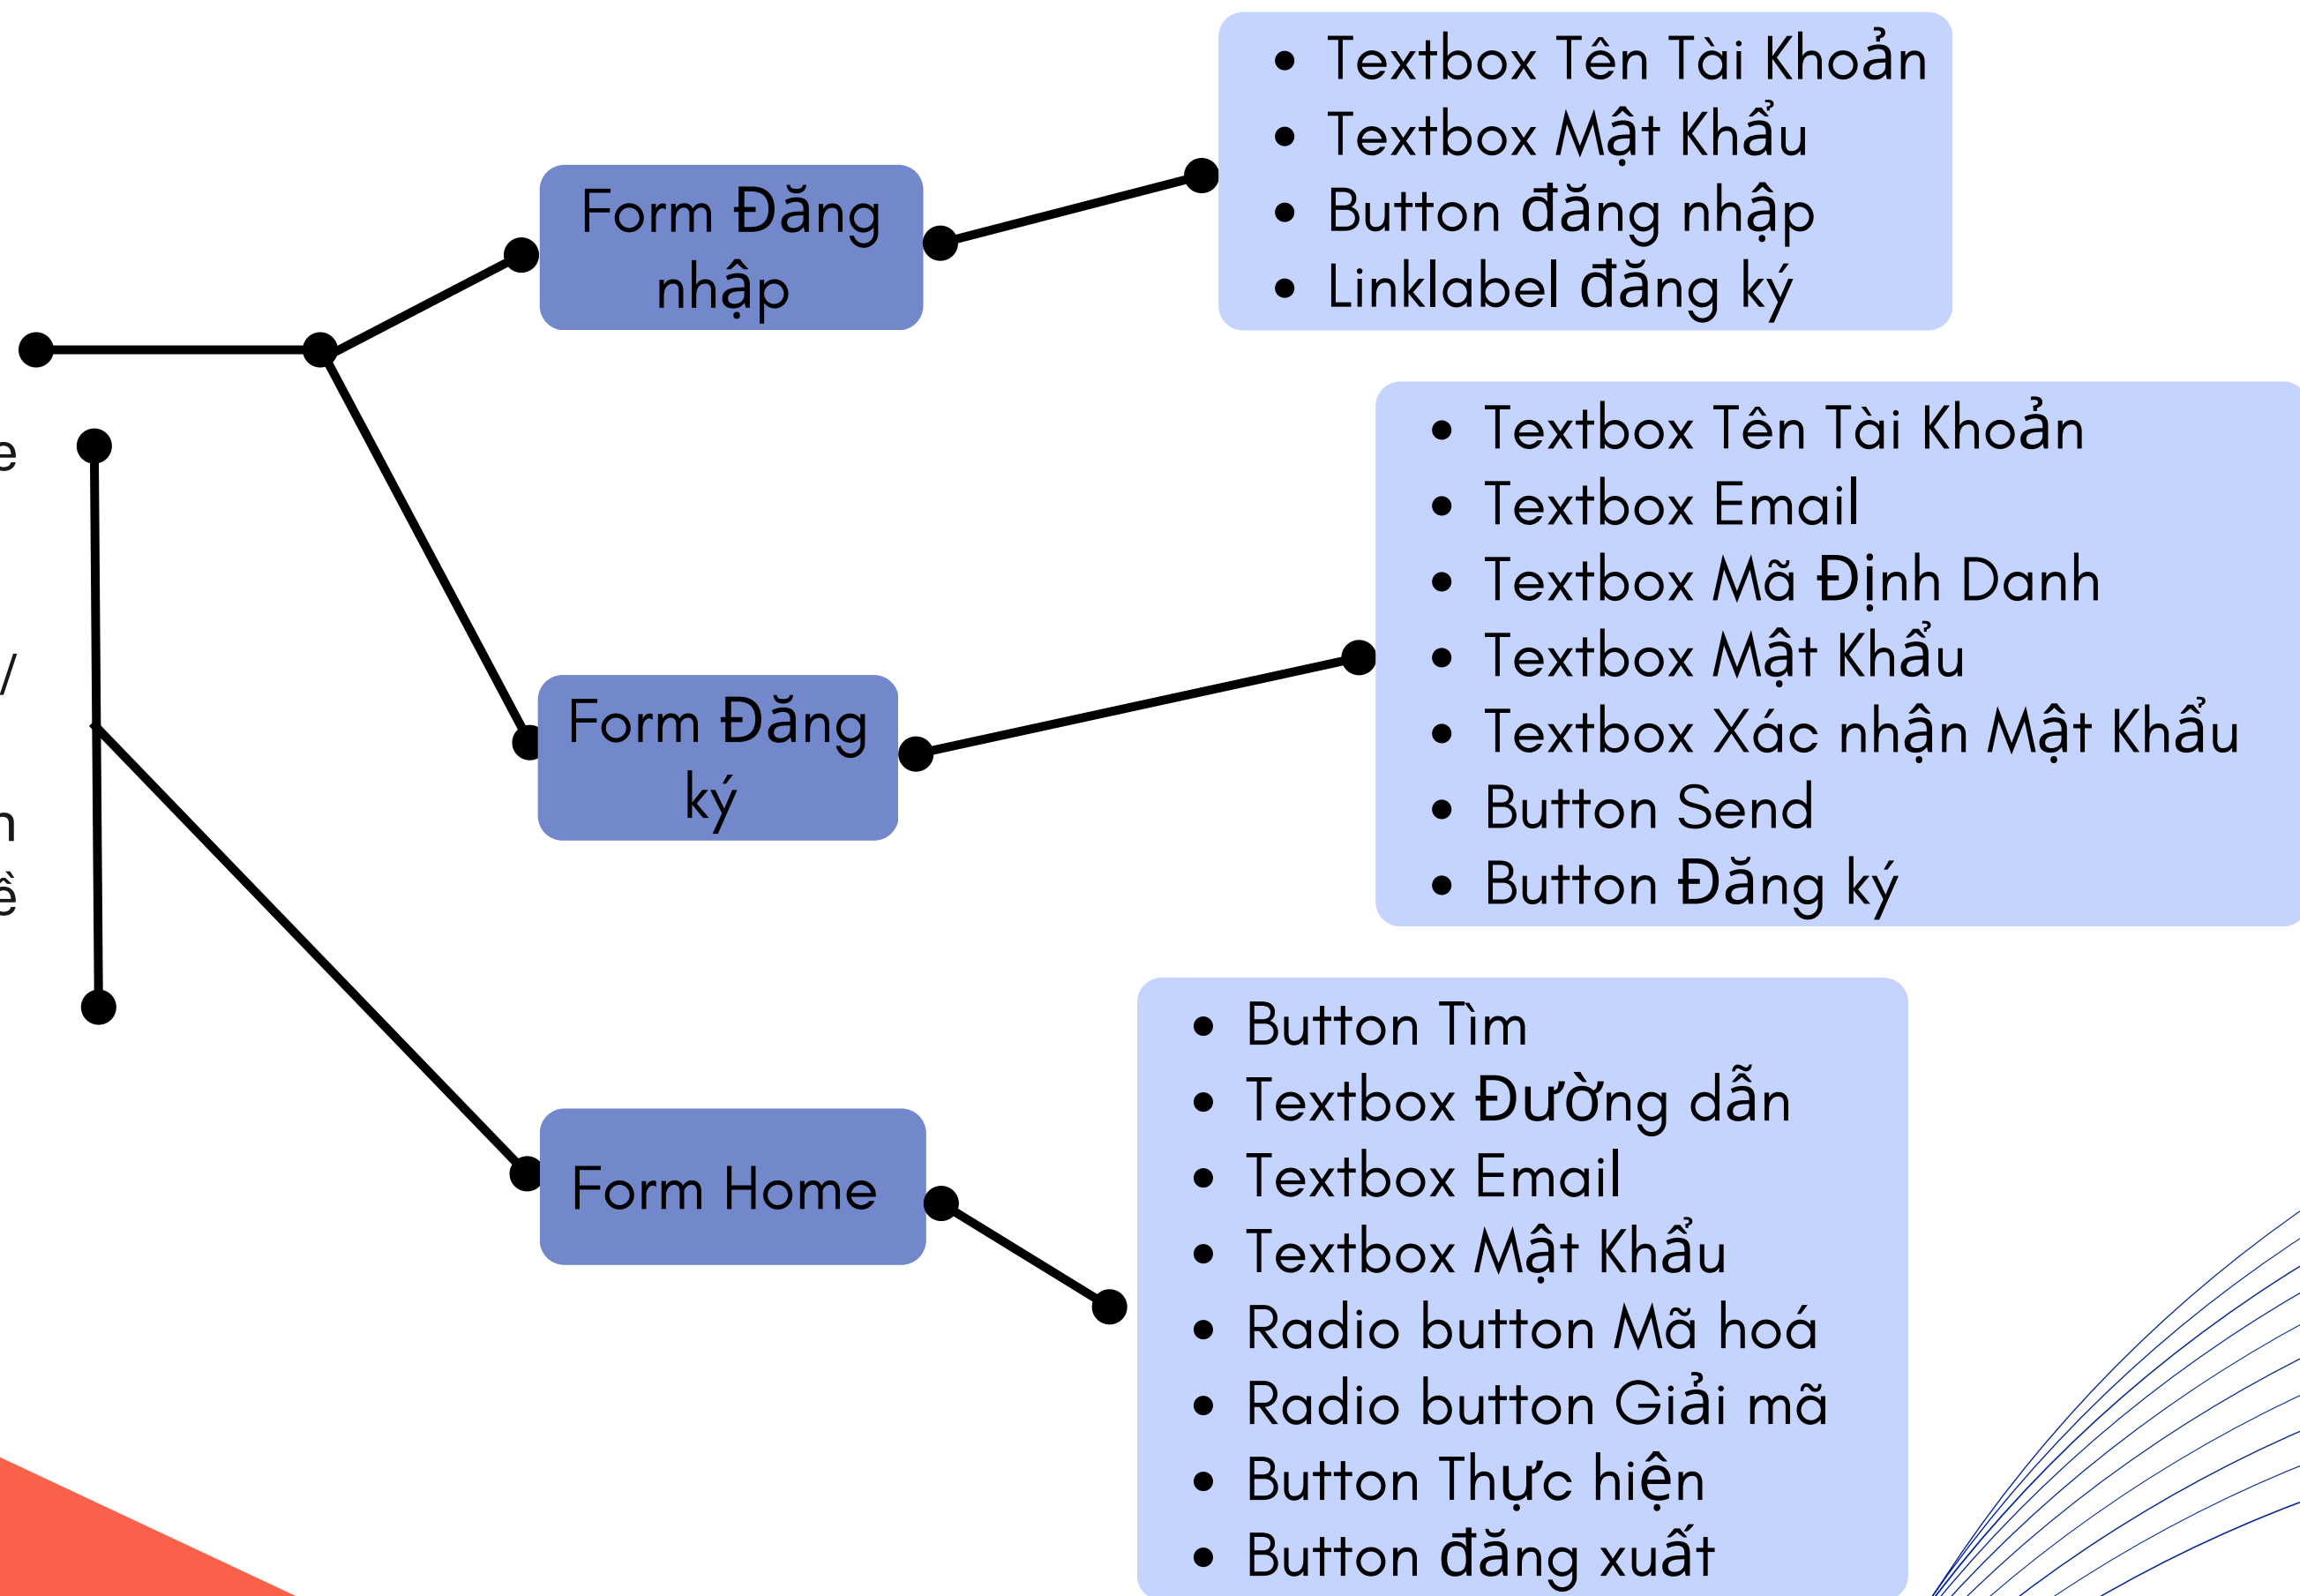 Form Đăng
nhập
Textbox Tên Tài Khoản
Textbox Mật Khẩu
Button đăng nhập
Linklabel đăng ký
Form Đăng
ký
Textbox Tên Tài Khoản
Textbox Email
Textbox Mã Định Danh
Textbox Mật Khẩu
Textbox Xác nhận Mật Khẩu
Button Send
Button Đăng ký
Form Home
Button Tìm
Textbox Đường dẫn
Textbox Email
Textbox Mật Khẩu
Radio button Mã hoá
Radio button Giải mã
Button Thực hiện
Button đăng xuất